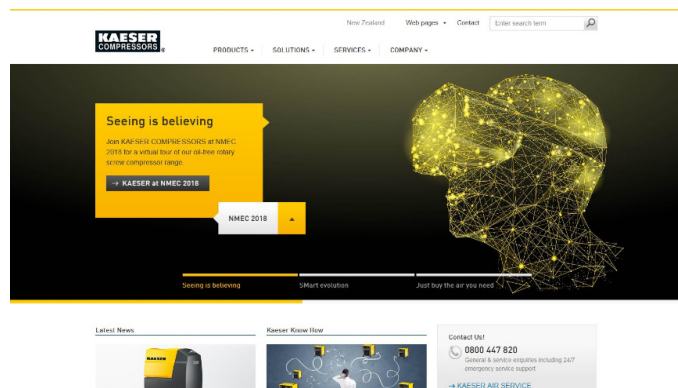 New Zealand Web pages Contact Enter search term
KAESER
COMPRESSORS
PRODUCTS SOLUTIONS SERVICES COMPANY
Seeing is believing
Join KAESER COMPRESSORS at NMEC
2018 for a virtual tour of our oil-free rotary
screw compressor range.
→ KAESER at NMEC 2018
NMEC 2018
Seeing is believing SMart evolution Just buy the air you need
Latest News Kaeser Know How
Contact Us!
0800 447 820
General & service enquiries including 24/7
emergency service support
→ KAESER AIR SERVICE
KAESER